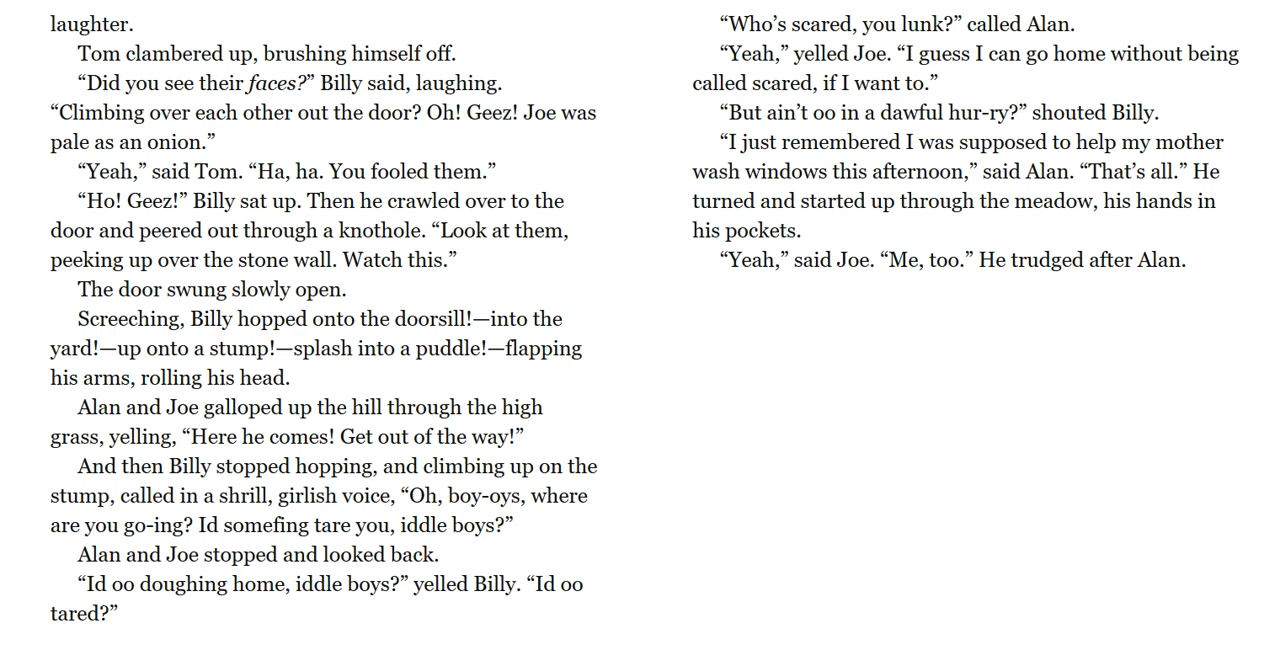 laughter.
Tom clambered up, brushing himself off.
“Did you see their faces?” Billy said, laughing.
“Climbing over each other out the door? Oh! Geez! Joe was
pale as an onion.”
“Yeah,” said Tom. “Ha, ha. You fooled them.”
“Ho! Geez!” Billy sat up. Then he crawled over to the
door and peered out through a knothole. “Look at them,
peeking up over the stone wall. Watch this.”
The door swung slowly open.
Screeching, Billy hopped onto the doorsill!—into the
yard!—up onto a stump!—splash into a puddle!—flapping
his arms, rolling his head.
Alan and Joe galloped up the hill through the high
grass, yelling, “Here he comes! Get out of the way!”
And then Billy stopped hopping, and climbing up on the
stump, called in a shrill, girlish voice, “Oh, boy-oys, where
are you go-ing? Id somefing tare you, iddle boys?”
Alan and Joe stopped and looked back.
“Id oo doughing home, iddle boys?” yelled Billy. “Id oo
tared?”
“Who’s scared, you lunk?” called Alan.
“Yeah,” yelled Joe. “I guess I can go home without being
called scared, if I want to.”
“But ain’t oo in a dawful hur-ry?” shouted Billy.
“I just remembered I was supposed to help my mother
wash windows this afternoon,” said Alan. “That’s all.” He
turned and started up through the meadow, his hands in
his pockets.
“Yeah,” said Joe. “Me, too.” He trudged after Alan.